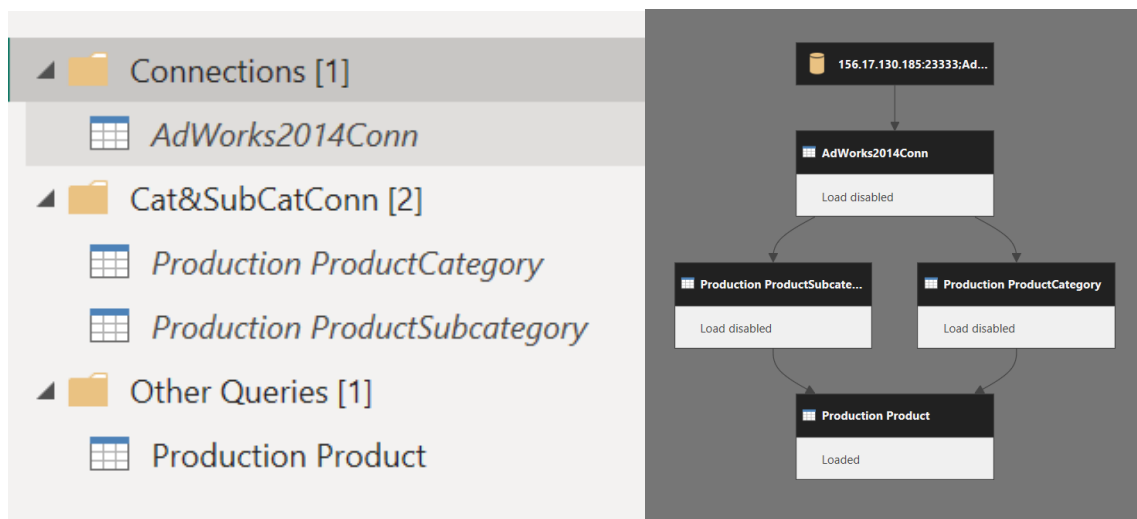 Connections [1]
AdWorks2014Conn
Cat&SubCatConn [2]
Production ProductCategory
Production ProductSubcategory
Other Queries [1]
Production Product
156.17.130.185:23333;Ad...
AdWorks2014Conn
Load disabled
Production ProductSubcate...
Load disabled
Production ProductCategory
Load disabled
Production Product
Loaded